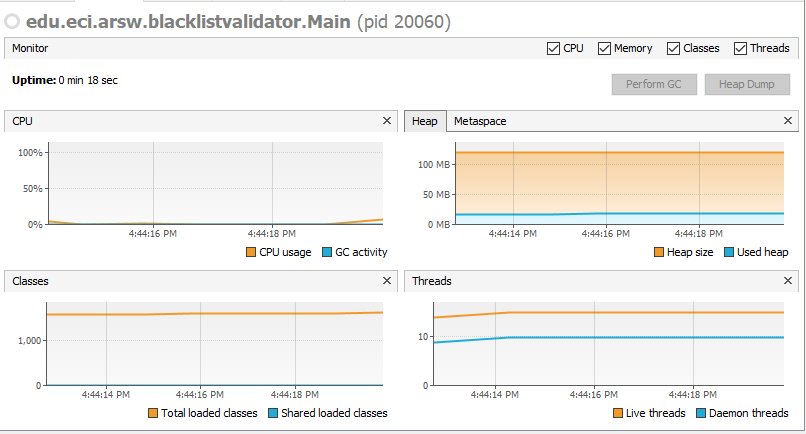 edu.eci.arsw.blacklistvalidator.Main (pid 20060)
Monitor CPU Memory Classes Threads
Uptime: 0 min 18 sec Perform GC Heap Dump
CPU
100%
50%
0%
4:44:16 PM 4:44:18 PM
CPU usage GC activity
Heap Metaspace
100 MB
50 MB
0 MB
4:44:14 PM 4:44:16 PM 4:44:18 PM
Heap size Used heap
Classes
1,000
0
4:44:14 PM 4:44:16 PM 4:44:18 PM
Total loaded classes Shared loaded classes
Threads
10
0
4:44:14 PM 4:44:16 PM 4:44:18 PM
Live threads Daemon threads